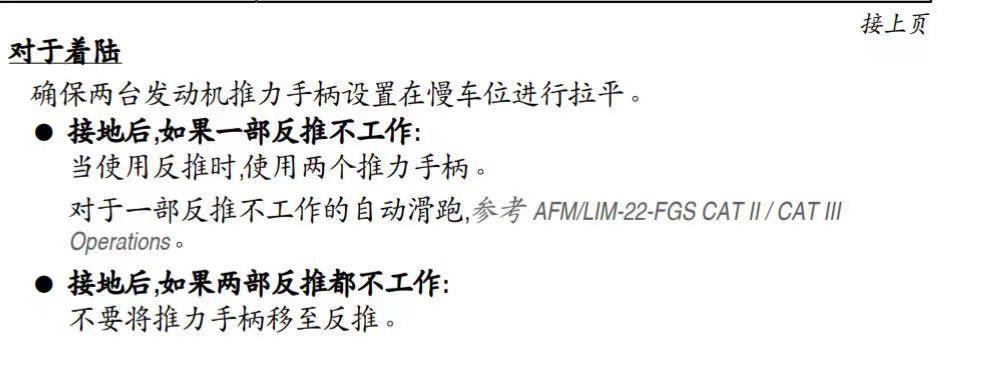 接上页
对于着陆
确保两台发动机推力手柄设置在慢车位进行拉平。
● 接地后,如果一部反推不工作:
当使用反推时,使用两个推力手柄。
对于一部反推不工作的自动滑跑,参考 AFM/LIM-22-FGS CAT II / CAT III
Operations。
● 接地后,如果两部反推都不工作:
不要将推力手柄移至反推。